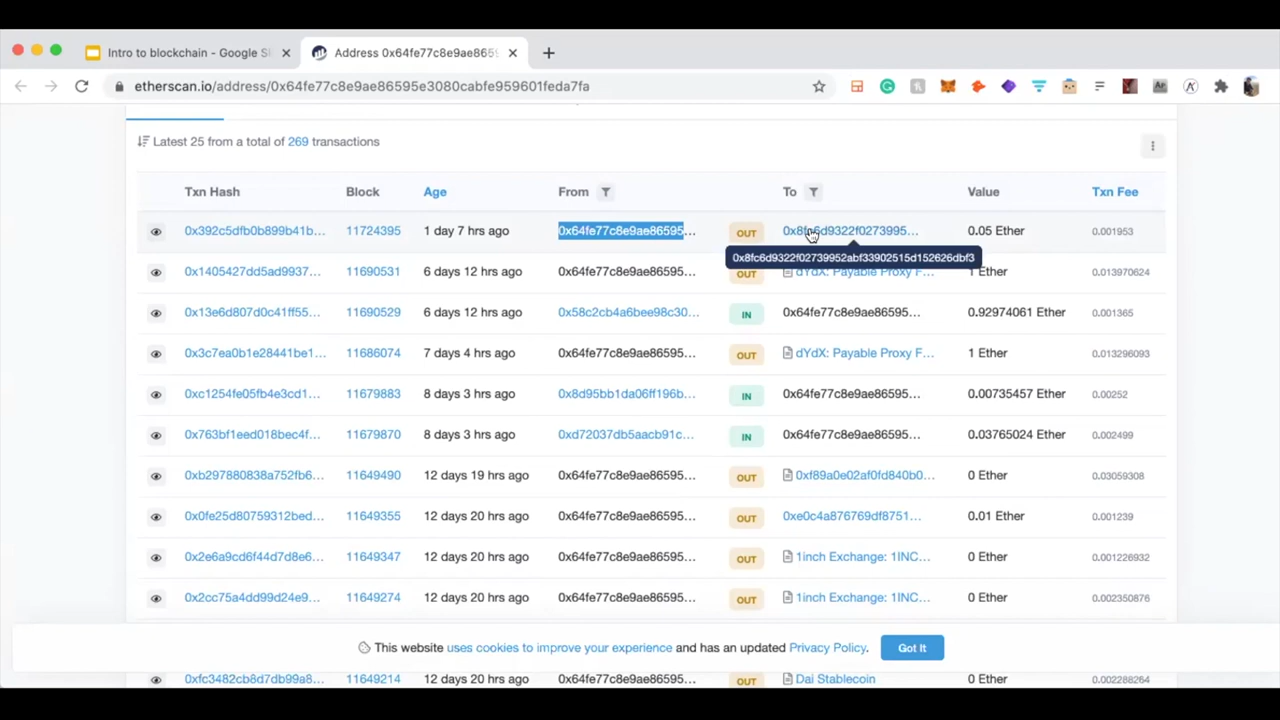 Intro to blockchain - Google Sl
Address 0x64fe77c8e9ae8659
etherscan.io/address/0x64fe77c8e9ae86595e3080cabfe959601feda7fa
Latest 25 from a total of 269 transactions
Txn Hash Block Age From To Value Txn Fee
0x392c5dfb0b899b41b... 11724395 1 day 7 hrs ago 0x64fe77c8e9ae86595... OUT 0x8fc6d9322f0273995... 0.05 Ether 0.001953
0x8fc6d9322f02739952abf33902515d152626dbf3
0x1405427dd5ad9937... 11690531 6 days 12 hrs ago 0x64fe77c8e9ae86595... OUT dYdX: Payable Proxy F... 1 Ether 0.013970624
0x13e6d807d0c41ff55... 11690529 6 days 12 hrs ago 0x58c2cb4a6bee98c30... IN 0x64fe77c8e9ae86595... 0.92974061 Ether 0.001365
0x3c7ea0b1e28441be1... 11686074 7 days 4 hrs ago 0x64fe77c8e9ae86595... OUT dYdX: Payable Proxy F... 1 Ether 0.013296093
0xc1254fe05fb4e3cd1... 11679883 8 days 3 hrs ago 0x8d95bb1da06ff196b... IN 0x64fe77c8e9ae86595... 0.00735457 Ether 0.00252
0x763bf1eed018bec4f... 11679870 8 days 3 hrs ago 0xd72037db5aacb91c... IN 0x64fe77c8e9ae86595... 0.03765024 Ether 0.002499
0xb297880838a752fb6... 11649490 12 days 19 hrs ago 0x64fe77c8e9ae86595... OUT 0xf89a0e02af0fd840b0... 0 Ether 0.03059308
0x0fe25d80759312bed... 11649355 12 days 20 hrs ago 0x64fe77c8e9ae86595... OUT 0xe0c4a876769df8751... 0.01 Ether 0.001239
0x2e6a9cd6f44d7d8e6... 11649347 12 days 20 hrs ago 0x64fe77c8e9ae86595... OUT 1inch Exchange: 1INC... 0 Ether 0.001226932
0x2cc75a4dd99d24e9... 11649274 12 days 20 hrs ago 0x64fe77c8e9ae86595... OUT 1inch Exchange: 1INC... 0 Ether 0.002350876
This website uses cookies to improve your experience and has an updated Privacy Policy. Got It
0xfc3482cb8d7db99a8... 11649214 12 days 20 hrs ago 0x64fe77c8e9ae86595... OUT Dai Stablecoin 0 Ether 0.002288264